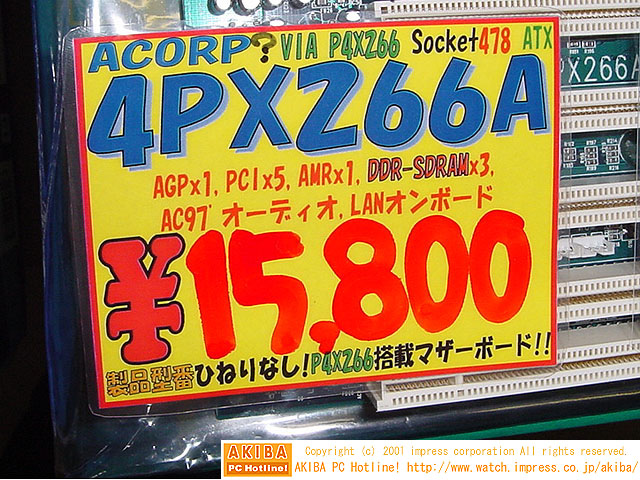 ACORP? VIA P4X266 Socket478 ATX
4PX266A
AGPx1, PCIx5, AMRx1, DDR-SDRAMx3,
AC97' オーディオ, LANオンボード
¥15,800
製品型番ひねりなし!P4X266搭載マザーボード!!
PX266A
AKIBA
PC Hotline!
Copyright (c) 2001 impress corporation All rights reserved.
AKIBA PC Hotline! http://www.watch.impress.co.jp/akiba/